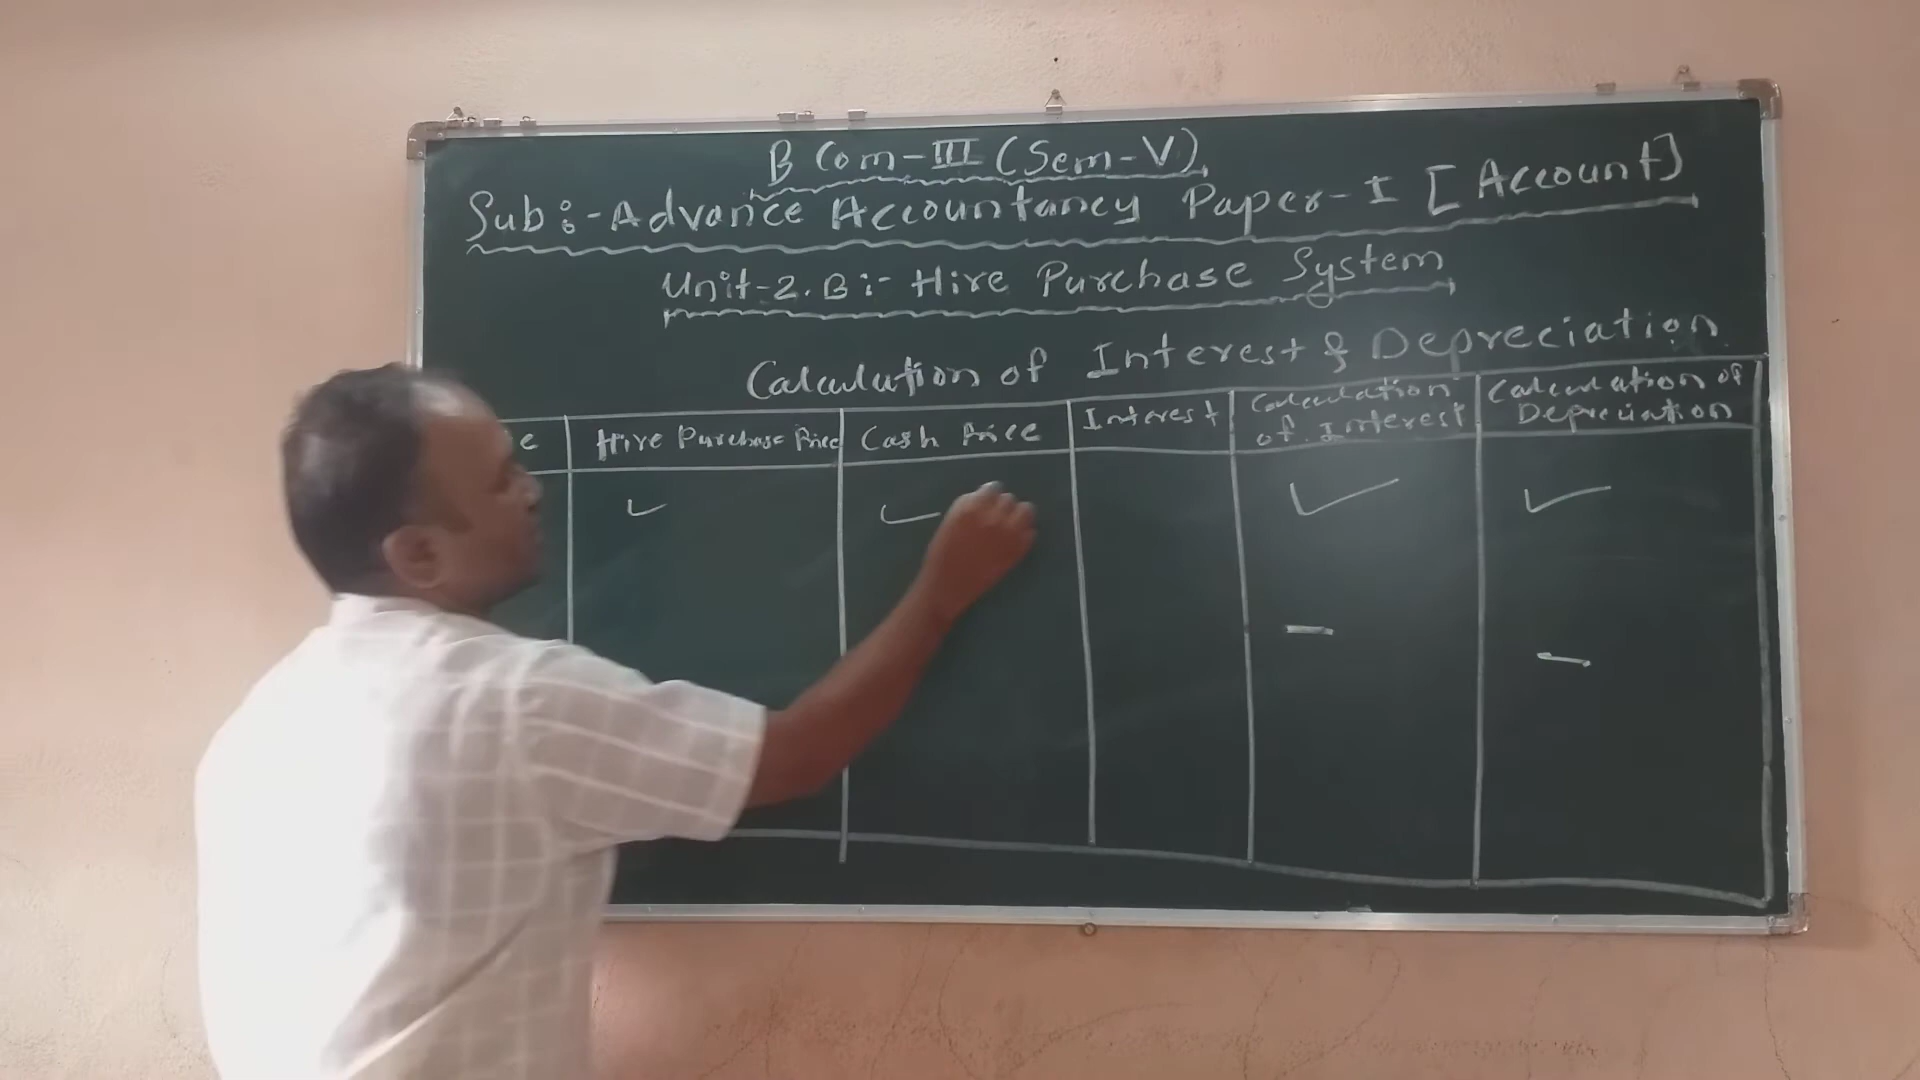 B Com-III (Sem-V)
Sub:-Advance Accountancy Paper-I [Account]
Unit-2.B:- Hire Purchase System
Calculation of Interest & Depreciation
Hire Purchase Price Cash Price Interest Calculation of Interest Calculation of Depreciation